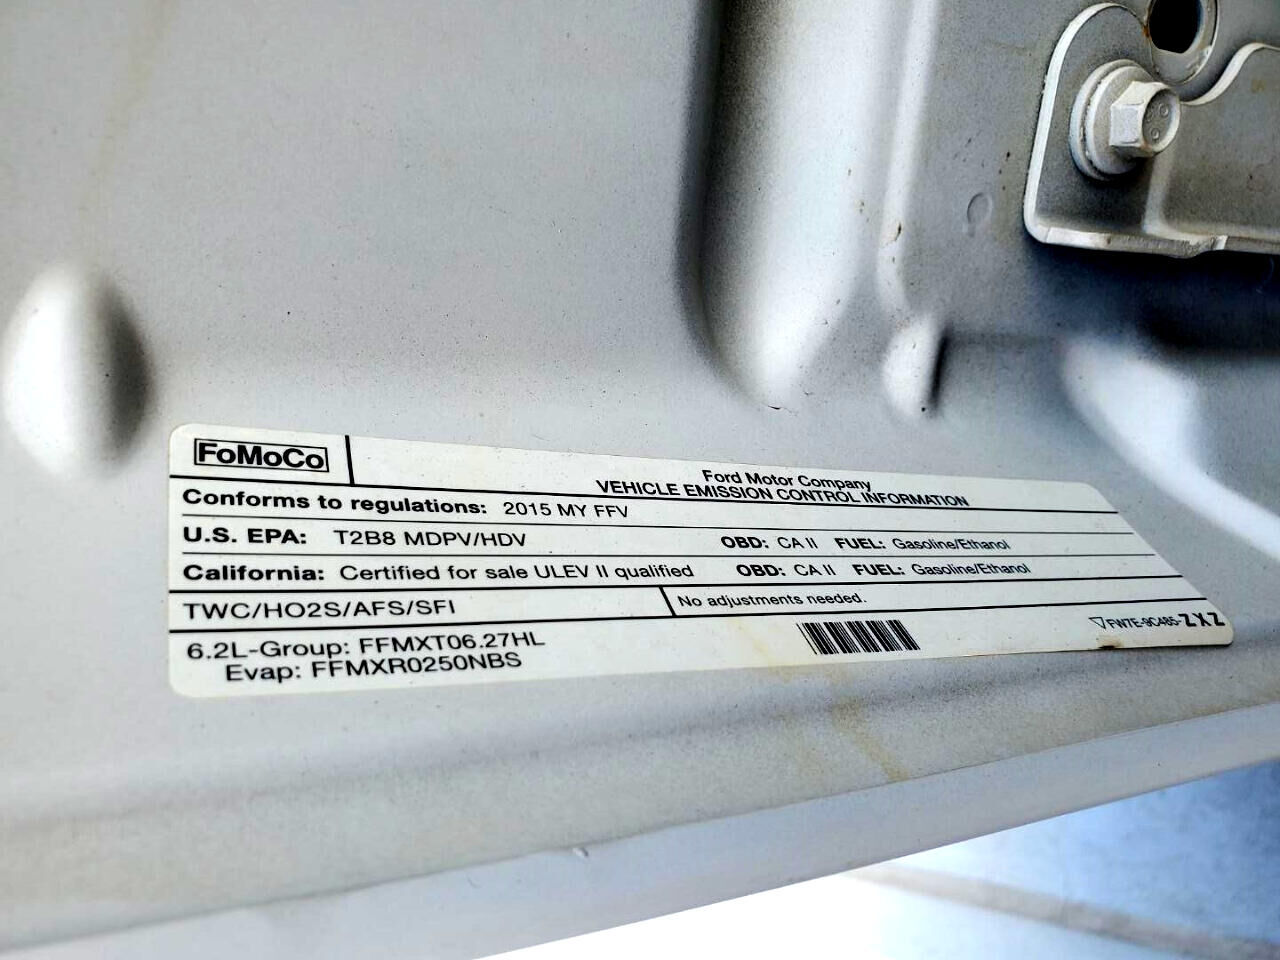 FoMoCo
Ford Motor Company
VEHICLE EMISSION CONTROL INFORMATION
Conforms to regulations: 2015 MY FFV
U.S. EPA: T2B8 MDPV/HDV OBD: CA II FUEL: Gasoline/Ethanol
California: Certified for sale ULEV II qualified OBD: CA II FUEL: Gasoline/Ethanol
TWC/HO2S/AFS/SFI No adjustments needed.
6.2L-Group: FFMXT06.27HL
Evap: FFMXR0250NBS
FW7E-9C485-ZXZ